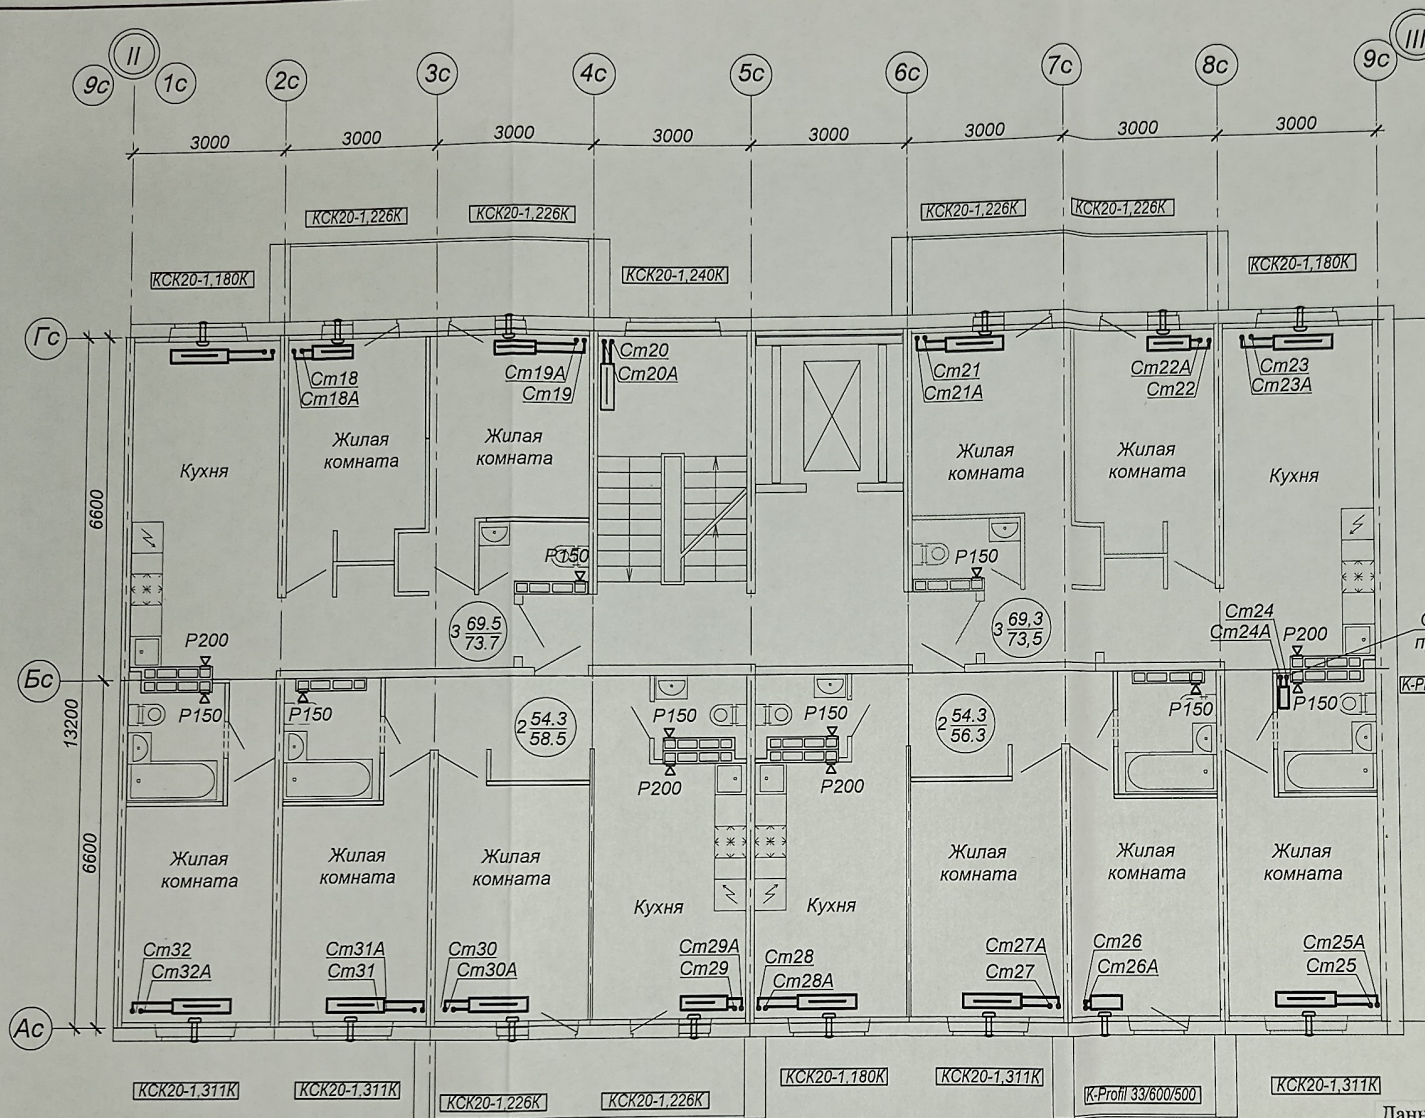 II
III
9с
1с
2с
3с
4с
5с
6с
7с
8с
9с
3000
3000
3000
3000
3000
3000
3000
3000
КСК20-1,226К
КСК20-1,226К
КСК20-1,226К
КСК20-1,226К
КСК20-1,180К
КСК20-1,240К
КСК20-1,180К
Гс
Ст18
Ст18А
Ст19А
Ст19
Ст20
Ст20А
Ст21
Ст21А
Ст22А
Ст22
Ст23
Ст23А
Кухня
Жилая
комната
Жилая
комната
Жилая
комната
Жилая
комната
Кухня
6600
Р150
Р150
Р200
3 69.5
73.7
3 69,3
73,5
Ст24
Ст24А
Р200
Бс
13200
Р150
Р150
2 54.3
58.5
Р150
Р200
Р150
Р200
2 54.3
56.3
Р150
Р150
6600
Жилая
комната
Жилая
комната
Жилая
комната
Кухня
Кухня
Жилая
комната
Жилая
комната
Жилая
комната
Ст32
Ст32А
Ст31А
Ст31
Ст30
Ст30А
Ст29А
Ст29
Ст28
Ст28А
Ст27А
Ст27
Ст26
Ст26А
Ст25А
Ст25
Ас
КСК20-1,311К
КСК20-1,311К
КСК20-1,226К
КСК20-1,226К
КСК20-1,180К
КСК20-1,311К
K-Profil 33/600/500
КСК20-1,311К